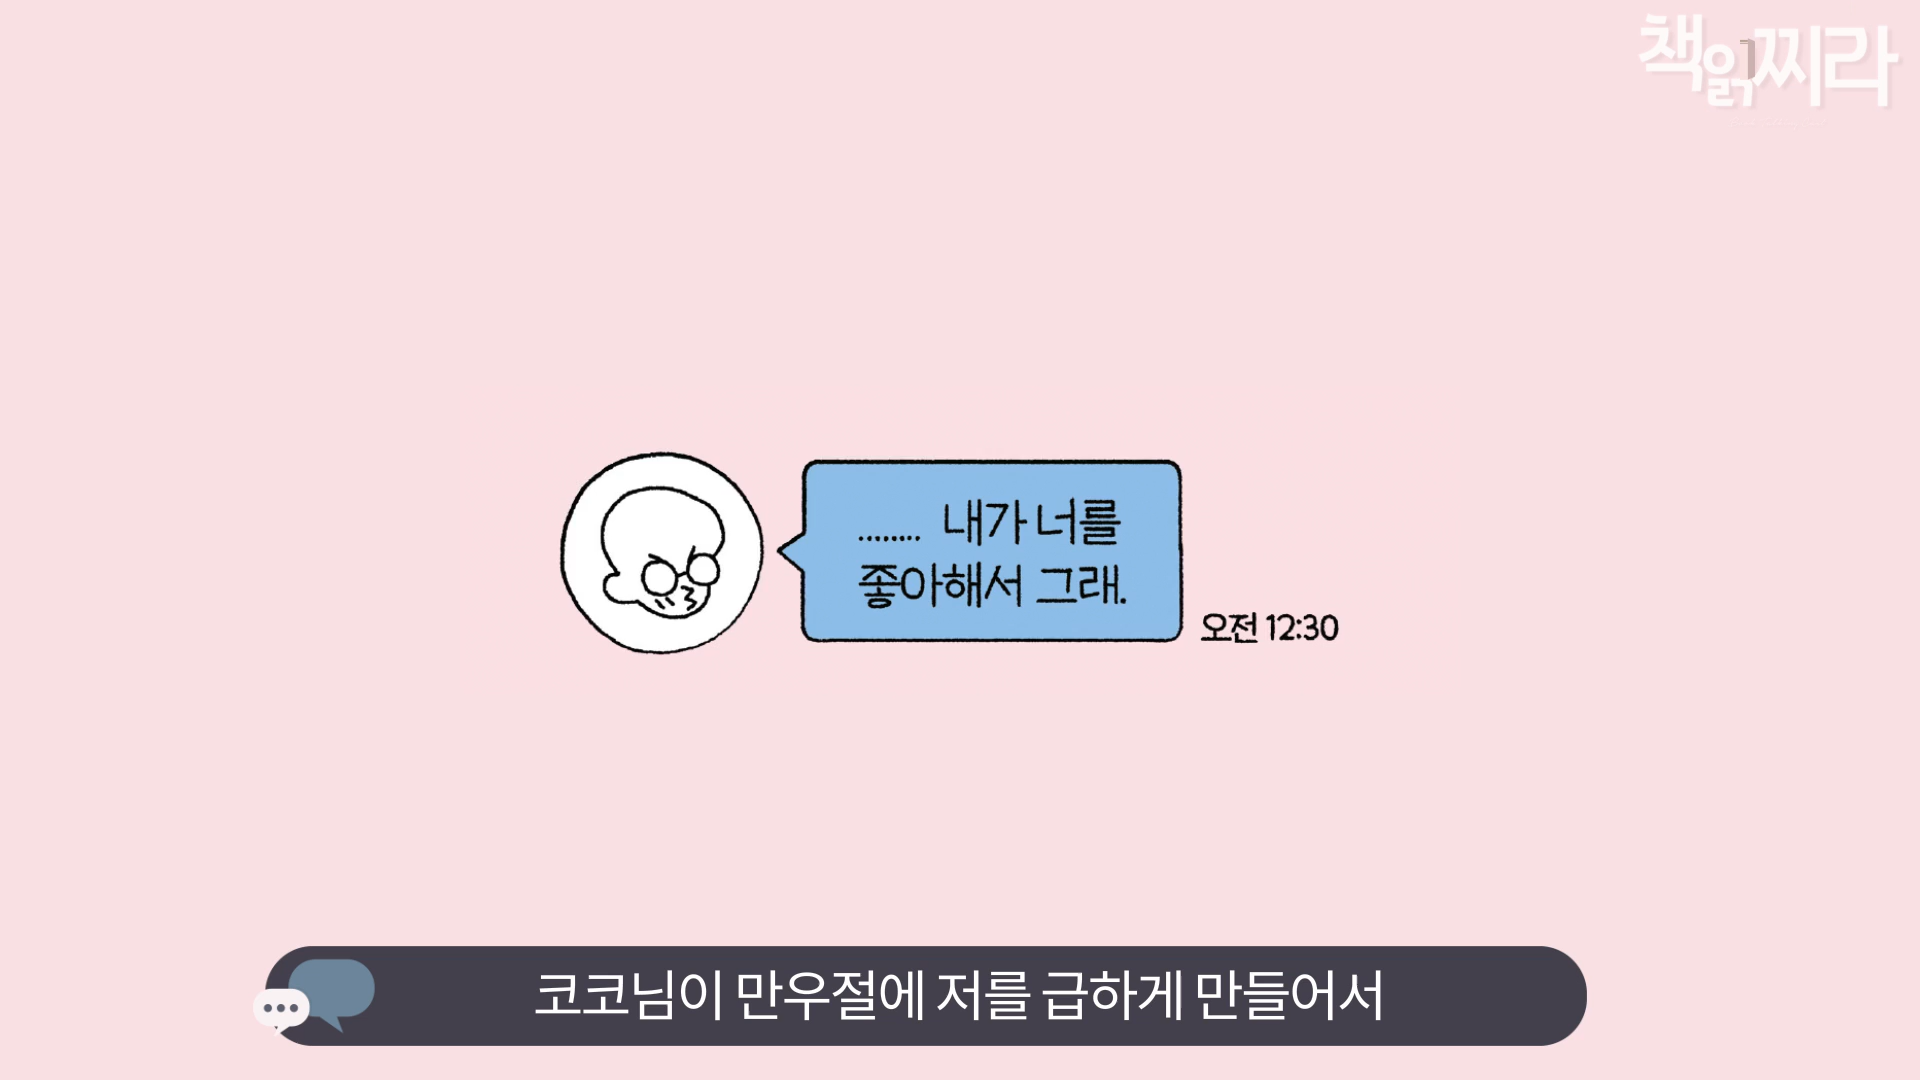 책읽찌라
........ 내가 너를
좋아해서 그래.
오전 12:30
코코님이 만우절에 저를 급하게 만들어서